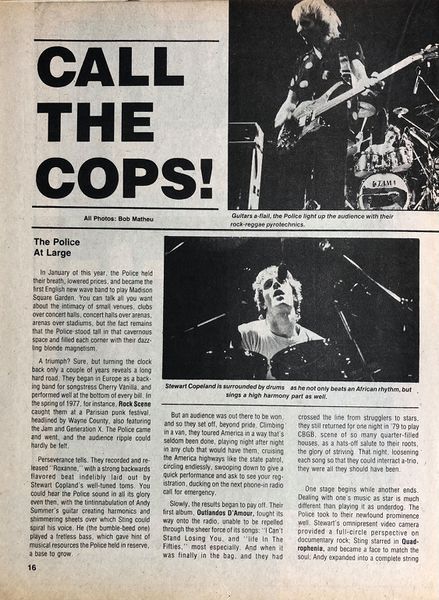 CALL
THE
COPS!
All Photos: Bob Matheu
TAMA
Guitars a-flail, the Police light up the audience with their
rock-reggae pyrotechnics.
The Police
At Large
In January of this year, the Police held
their breath, lowered prices, and became the
first English new wave band to play Madison
Square Garden. You can talk all you want
about the intimacy of small venues, clubs
over concert halls, concert halls over arenas,
arenas over stadiums, but the fact remains
that the Police stood tall in that cavernous
space and filled each corner with their dazz-
ling blonde magnetism.
A triumph? Sure, but turning the clock
back only a couple of years reveals a long
hard road. They began in Europe as a back-
ing band for songstress Cherry Vanilla, and
performed well at the bottom of every bill. In
the spring of 1977, for instance, Rock Scene
caught them at a Parisian punk festival,
headlined by Wayne County, also featuring
the Jam and Generation X. The Police came
and went, and the audience ripple could
hardly be felt.
Perseverance tells. They recorded and re-
leased "Roxanne," with a strong backwards
flavored beat indelibly laid out by
Stewart Copland's well-tuned toms. You
could hear the Police sound in all its glory
even then, with the tintinnabulation of Andy
Summer's guitar creating harmonics and
shimmering sheets over which Sting could
spiral his voice. He (the bumble-beed one)
played a fretless bass, which gave hint of
musical resources the Police held in reserve,
a base to grow.
16
Stewart Copeland is surrounded by drums as he not only beats an African rhythm, but
sings a high harmony part as well.
But an audience was out there to be won,
and so they set off, beyond pride. Climbing
in a van, they toured America in a way that's
seldom been done, playing night after night
in any club that would have them, cruising
the America highways like the state patrol,
circling endlessly, swooping down to give a
quick performance and ask to see your reg-
istration, ducking on the next phone-in radio
call for emergency.
Slowly, the results began to pay off. Their
first album, Outlandos D'Amour, fought its
way onto the radio, unable to be repelled
through the sheer force of its songs: "I Can't
Stand Losing You, and "life In The
Fifties," most especially. And when it
was finally in the bag, and they had
crossed the line from strugglers to stars,
they still returned for one night in '79 to play
CBGB, scene of so many quarter-filled
houses, as a hats-off salute to their roots,
the glory of striving. That night, loosening
each song so that they could interact a-trio,
they were all they should have been.
One stage begins while another ends.
Dealing with one's music as star is much
different than playing it as underdog. The
Police took to their newfound prominence
well. Stewart's omnipresent video camera
provided a full-circle perspective on
documentary rock: Sting starred in Quad-
rophenia, and became a face to match the
soul; Andy expanded into a complete string